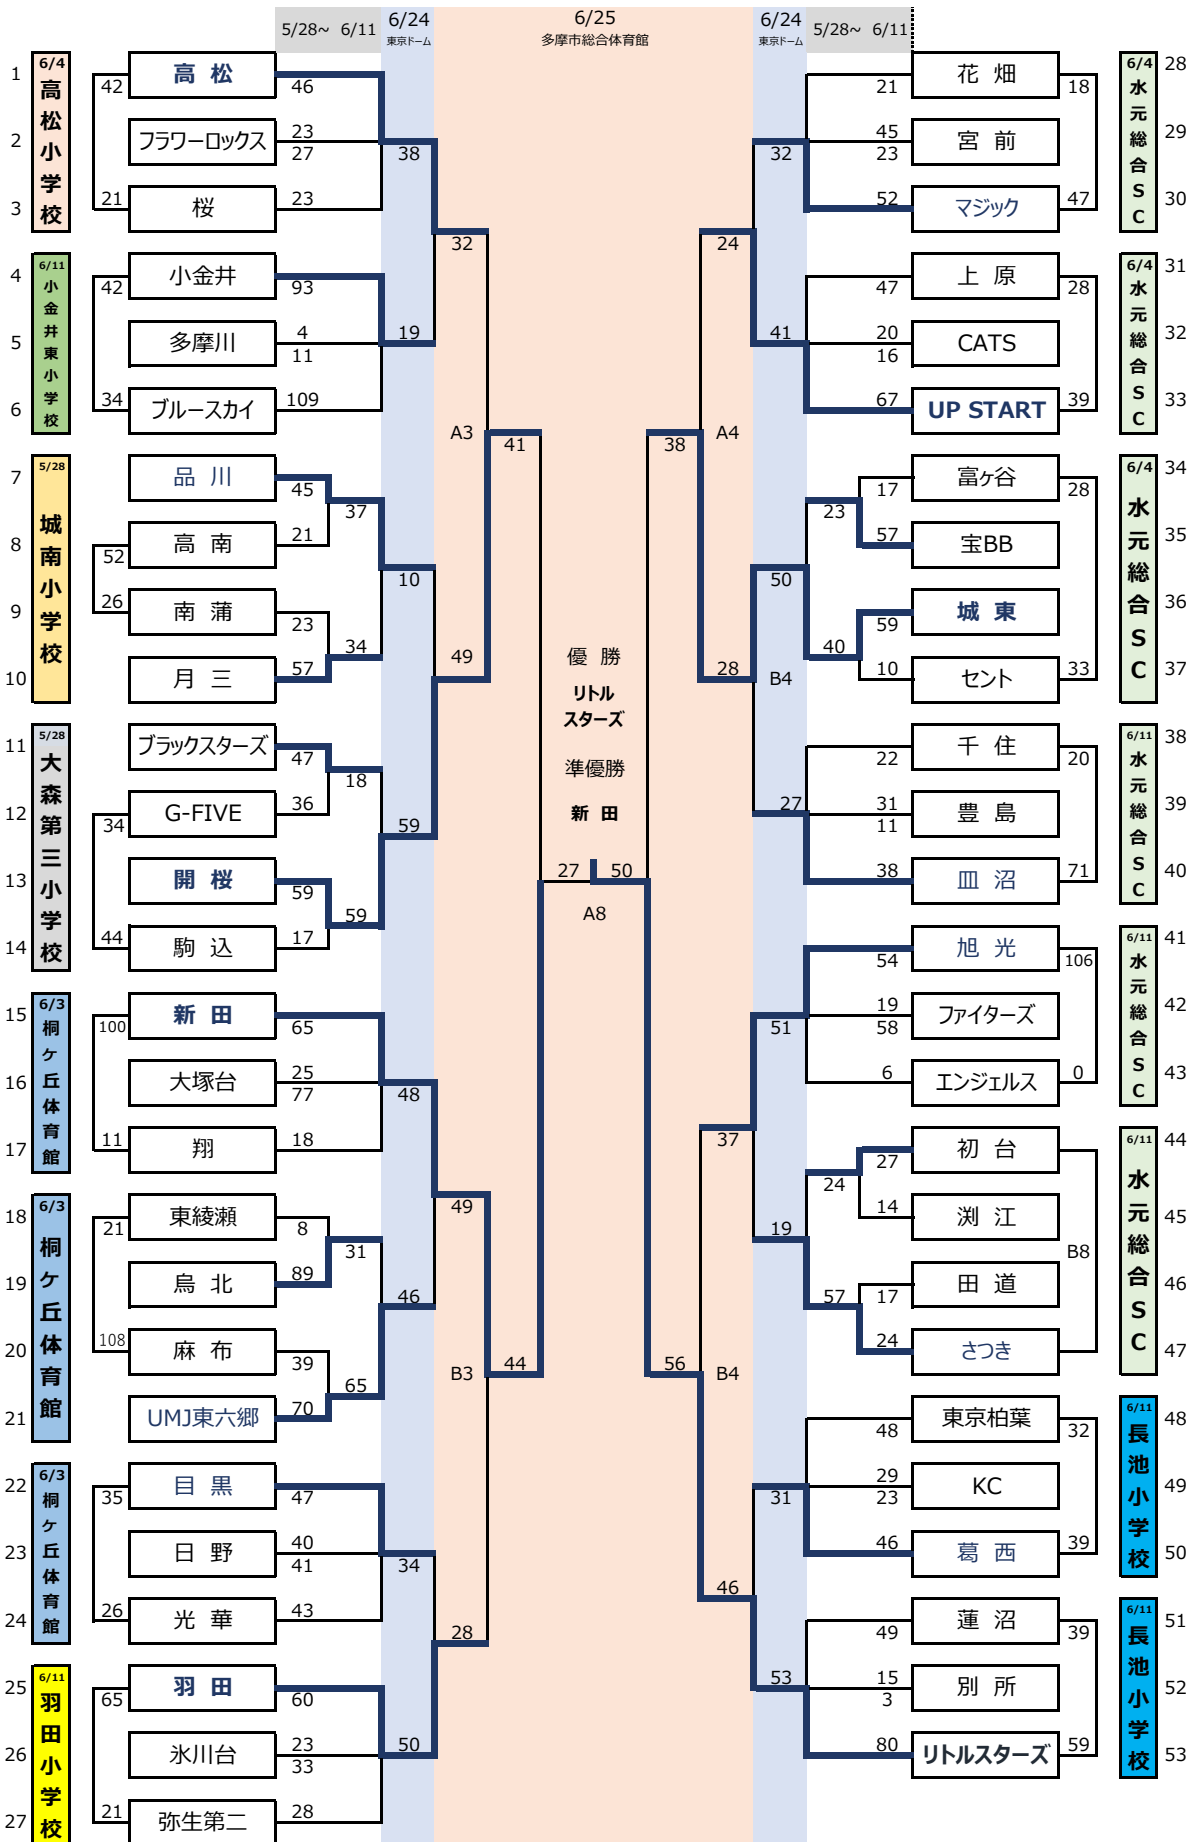 5/28~ 6/11
6/24
東京ドーム
6/25
多摩市総合体育館
6/24
東京ドーム
5/28~ 6/11
6/4
高松小学校
1
42
高 松
46
2
フラワーロックス
23
27
38
3
21
桜
23
32
6/11
小金井東小学校
4
42
小金井
93
5
多摩川
4
11
19
6
34
ブルースカイ
109
A3
41
5/28
城南小学校
7
品 川
45
37
8
52
高 南
21
10
9
26
南 蒲
23
34
10
月 三
57
49
5/28
大森第三小学校
11
ブラックスターズ
47
18
12
34
G-FIVE
36
59
13
開 桜
59
59
14
44
駒 込
17
6/3
桐ケ丘体育館
15
100
新 田
65
16
大塚台
25
77
48
17
11
翔
18
49
6/3
桐ケ丘体育館
18
21
東綾瀬
8
31
19
烏 北
89
46
20
108
麻 布
39
65
21
UMJ東六郷
70
B3
44
6/3
桐ケ丘体育館
22
35
目 黒
47
23
日 野
40
41
34
24
26
光 華
43
28
6/11
羽田小学校
25
65
羽 田
60
26
氷川台
23
33
50
27
21
弥生第二
28
優 勝
リトル
スターズ
準優勝
新 田
27
50
A8
6/4
水元総合SC
28
21
花 畑
18
29
45
23
宮 前
32
30
52
マジック
47
24
6/4
水元総合SC
31
47
上 原
28
32
20
16
CATS
41
33
67
UP START
39
A4
38
6/4
水元総合SC
34
17
富ヶ谷
28
23
35
57
宝BB
50
36
59
城 東
40
37
10
セント
33
28
B4
6/11
水元総合SC
38
22
千 住
20
39
31
11
豊 島
27
40
38
皿 沼
71
6/11
水元総合SC
41
54
旭 光
106
42
19
58
ファイターズ
51
43
6
エンジェルス
0
37
6/11
水元総合SC
44
27
初 台
24
45
14
渕 江
19
B8
46
17
田 道
57
47
24
さつき
56
B4
6/11
長池小学校
48
48
東京柏葉
32
49
29
23
KC
31
50
46
葛 西
39
46
6/11
長池小学校
51
49
蓮 沼
39
52
15
3
別 所
53
53
80
リトルスターズ
59